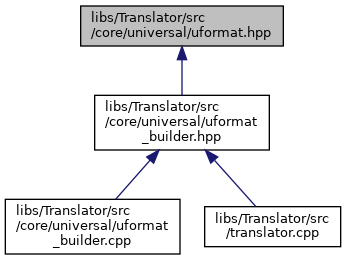 libs/Translator/src
/core/universal/uformat.hpp
libs/Translator/src
/core/universal/uformat
_builder.hpp
libs/Translator/src
/core/universal/uformat
_builder.cpp
libs/Translator/src
/translator.cpp